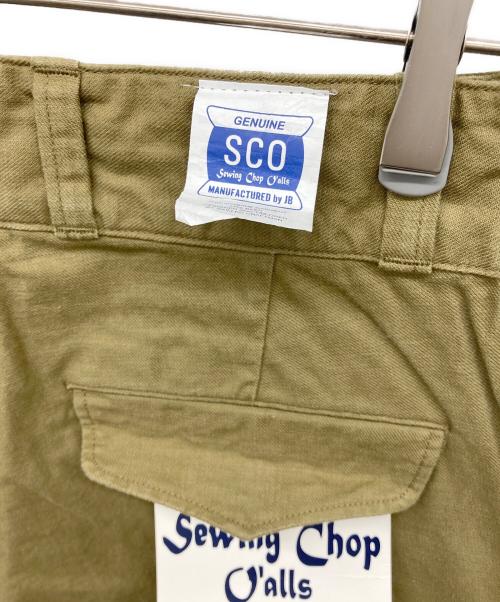 GENUINE
SCO
Sewing Chop O'alls
MANUFACTURED by JB
Sewing Chop
O'alls